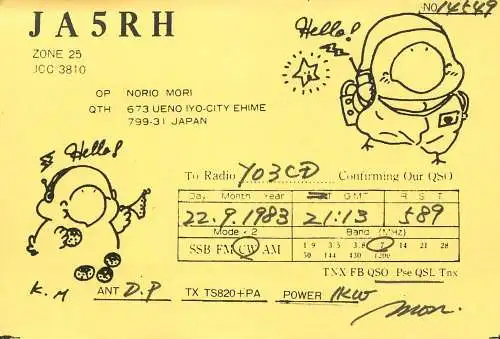 No 14549
JA5RH
Hello!
ZONE 25
JCC 3810
OP NORIO MORI
QTH 673 UENO IYO-CITY EHIME
799-31 JAPAN
Hello!
To Radio YO3CD Confirming Our QSO
Day Month Year GMT R S T
22.9.1983 21:13 589
Mode · 2 Band (MHz)
SSB FM CW AM 1.9 3.5 3.8 7 14 21 28
50 144 430 1200
TNX FB QSO Pse QSL Tnx
K.M ANT D.P TX TS820+PA POWER 1KW
Mori